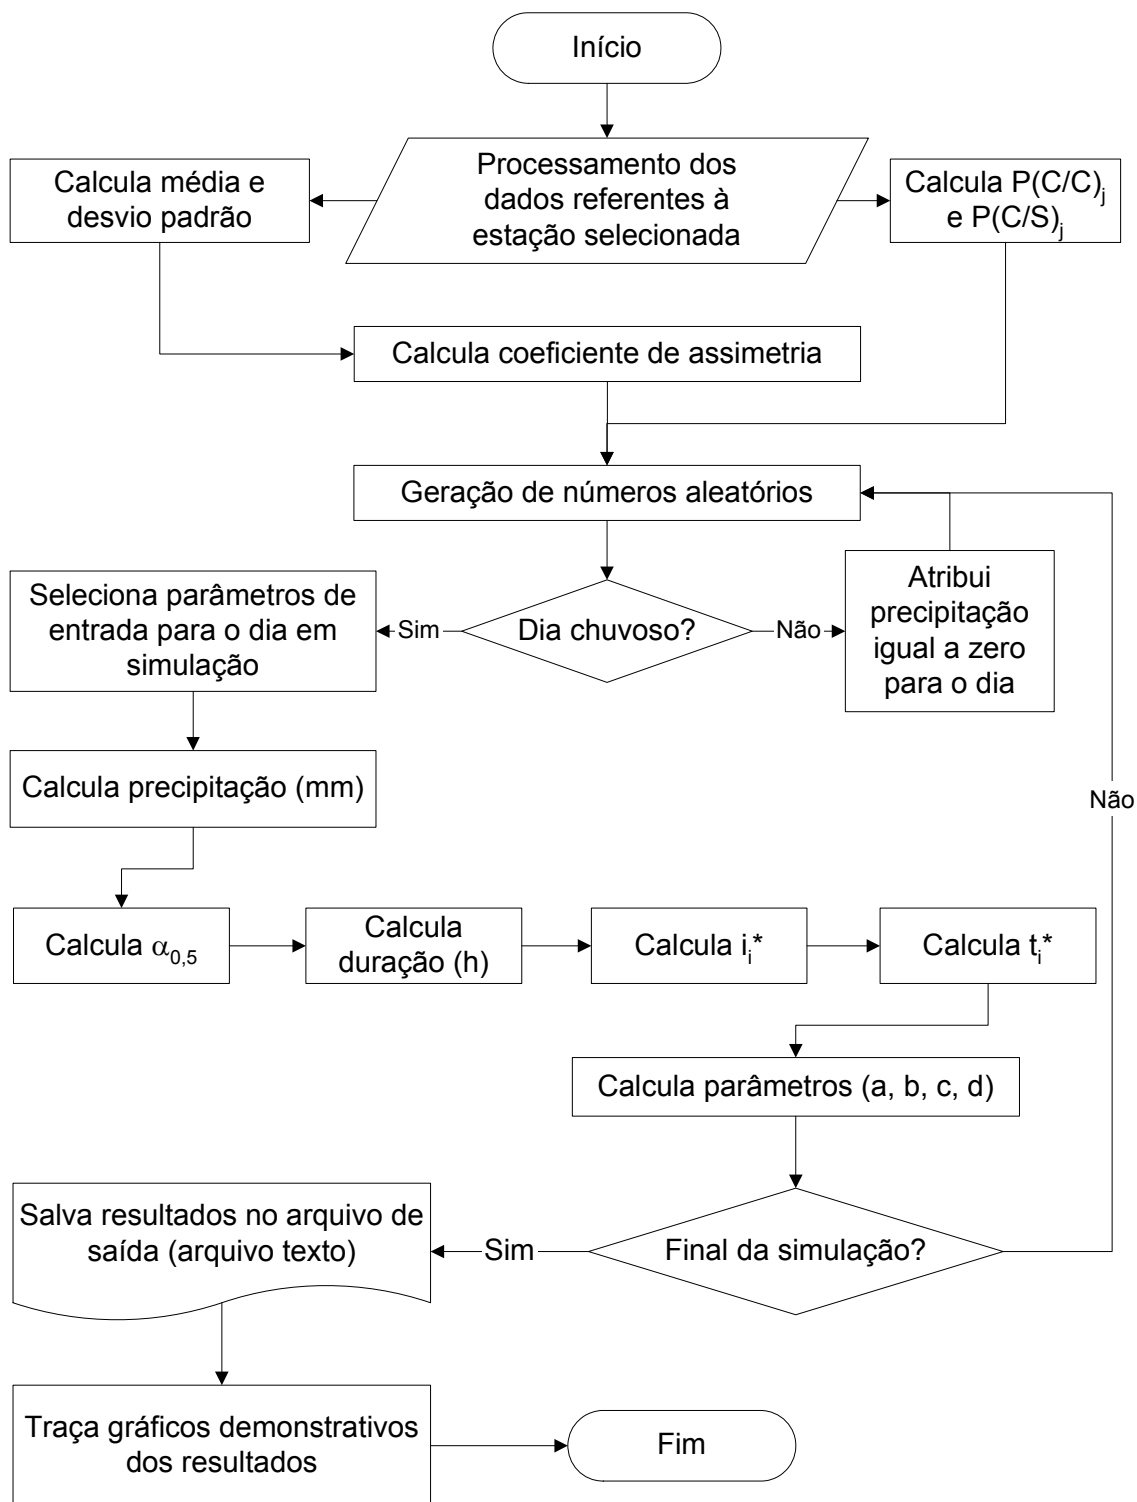 Início
Processamento dos
dados referentes à
estação selecionada
Calcula média e
desvio padrão
Calcula P(C/C)j
e P(C/S)j
Calcula coeficiente de assimetria
Geração de números aleatórios
Dia chuvoso?
Sim
Não
Seleciona parâmetros de
entrada para o dia em
simulação
Atribui
precipitação
igual a zero
para o dia
Calcula precipitação (mm)
Não
Calcula α0,5
Calcula
duração (h)
Calcula ii*
Calcula ti*
Calcula parâmetros (a, b, c, d)
Final da simulação?
Sim
Salva resultados no arquivo de
saída (arquivo texto)
Traça gráficos demonstrativos
dos resultados
Fim